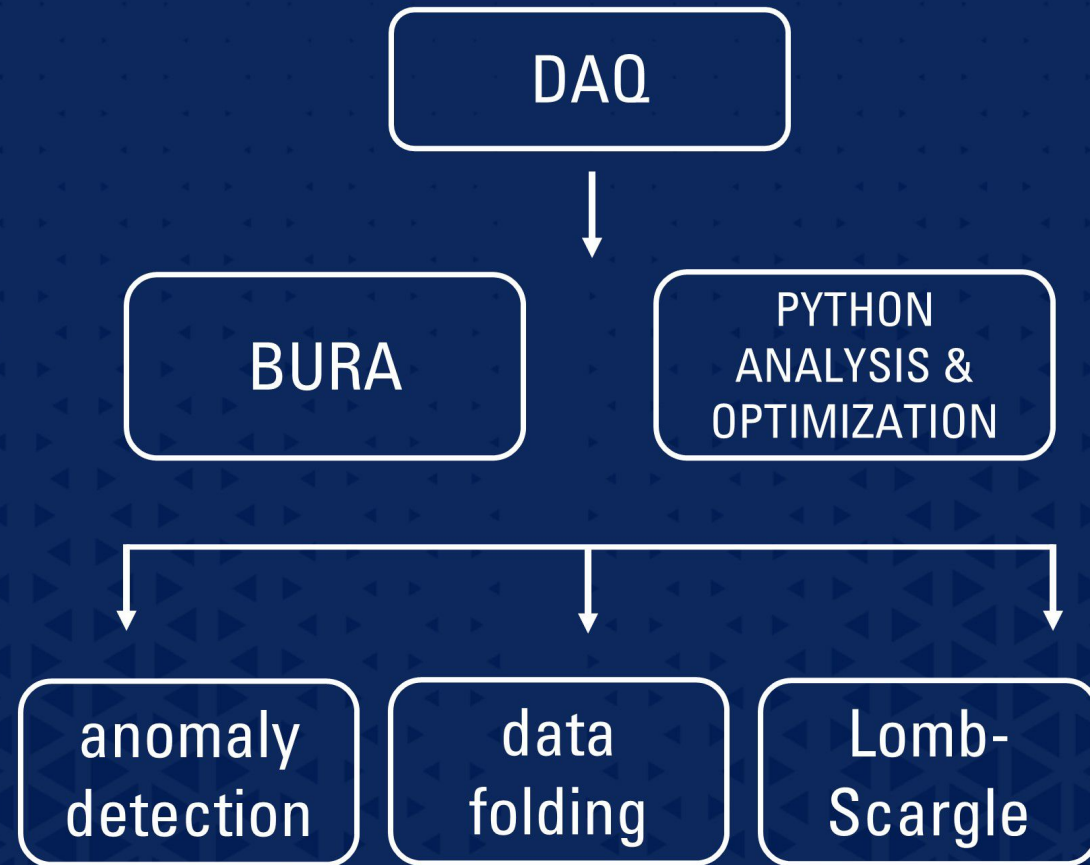 DAQ
BURA
PYTHON
ANALYSIS &
OPTIMIZATION
anomaly
detection
data
folding
Lomb-
Scargle